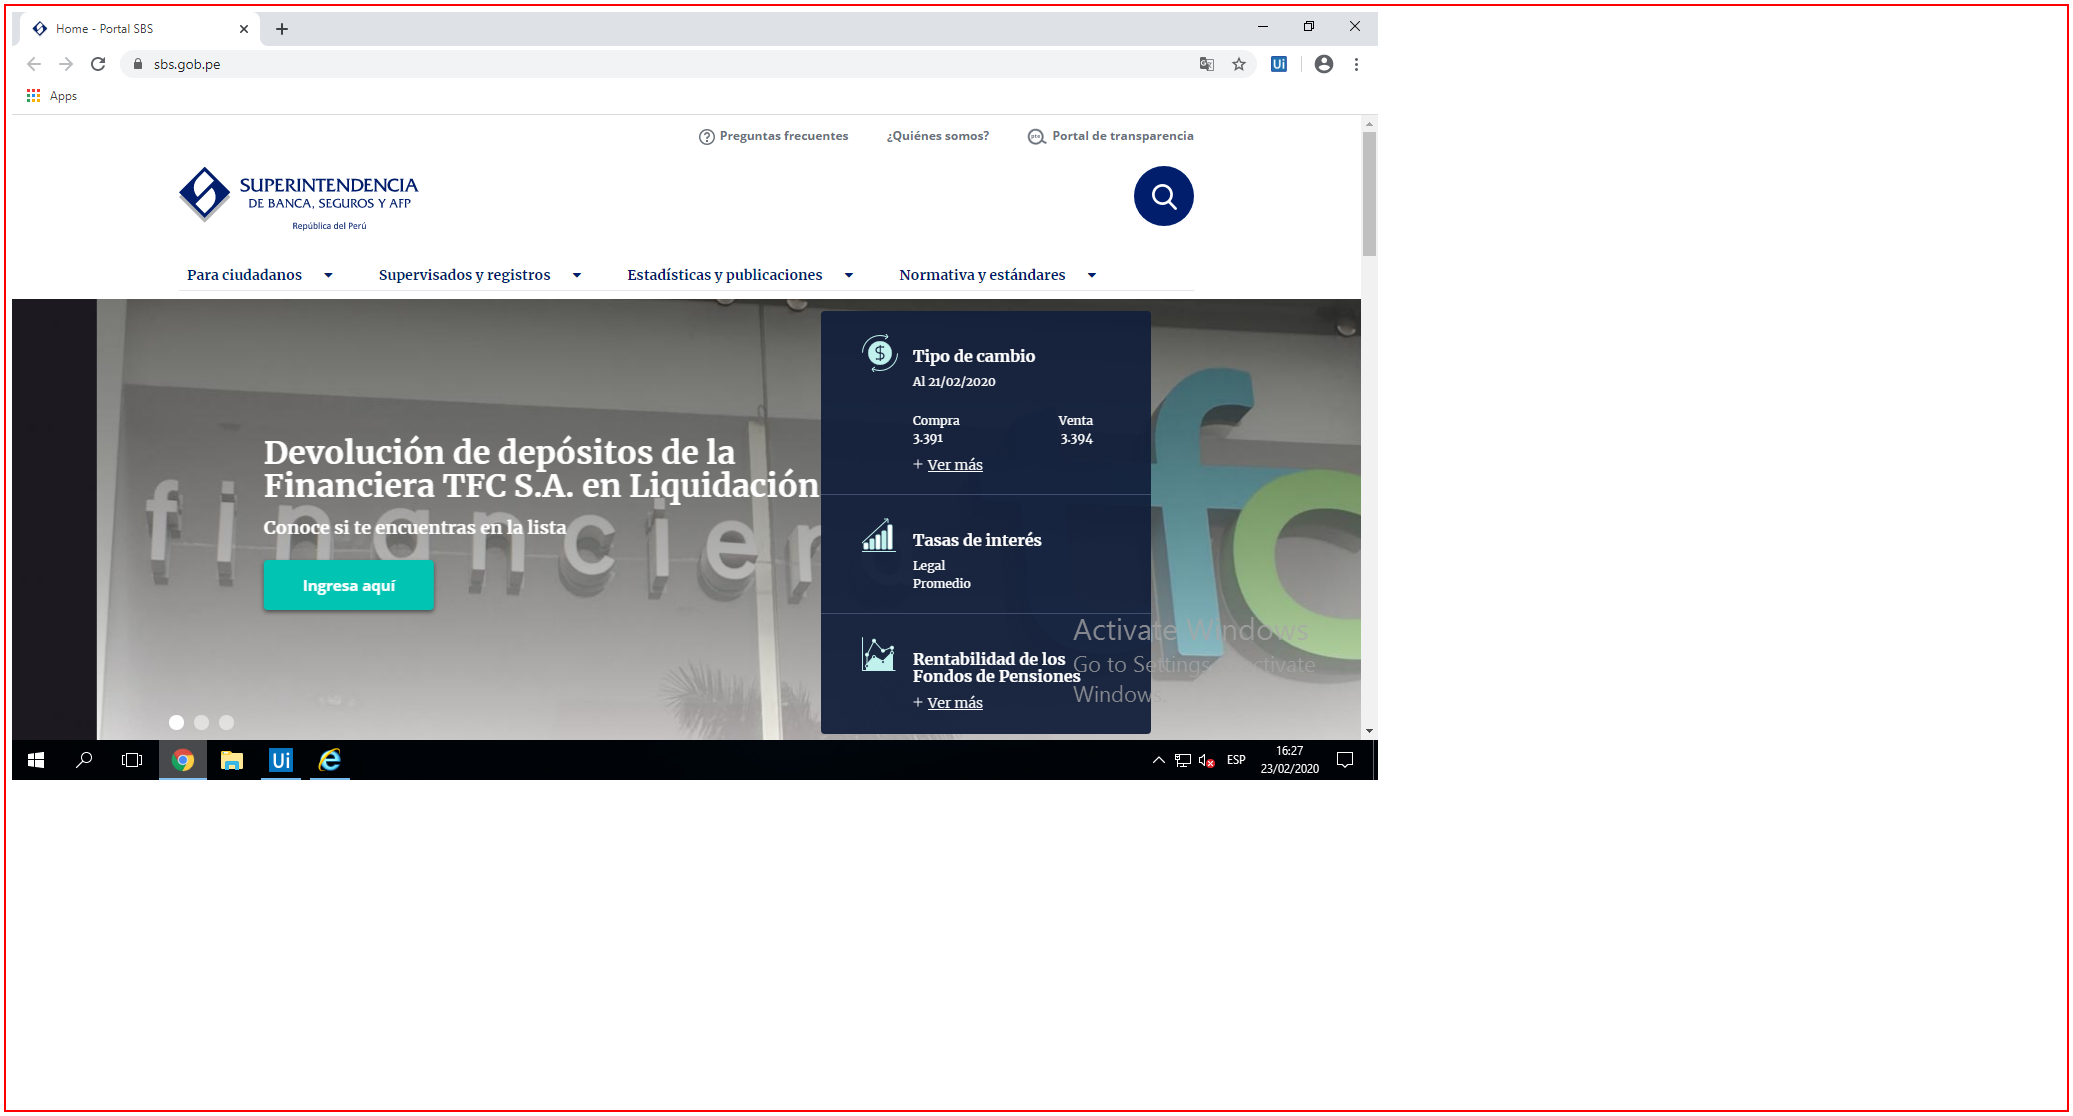 Home - Portal SBS
sbs.gob.pe
Ui
Apps
Preguntas frecuentes
¿Quiénes somos?
Portal de transparencia
SUPERINTENDENCIA
DE BANCA, SEGUROS Y AFP
República del Perú
Para ciudadanos
Supervisados y registros
Estadísticas y publicaciones
Normativa y estándares
Devolución de depósitos de la
Financiera TFC S.A. en Liquidación
Conoce si te encuentras en la lista
Ingresa aquí
financier
fc
Tipo de cambio
Al 21/02/2020
Compra Venta
3.391 3.394
+ Ver más
Tasas de interés
Legal
Promedio
Rentabilidad de los
Fondos de Pensiones
+ Ver más
Activate Windows
Go to Settings activate
Windows.
Ui
ESP
16:27
23/02/2020